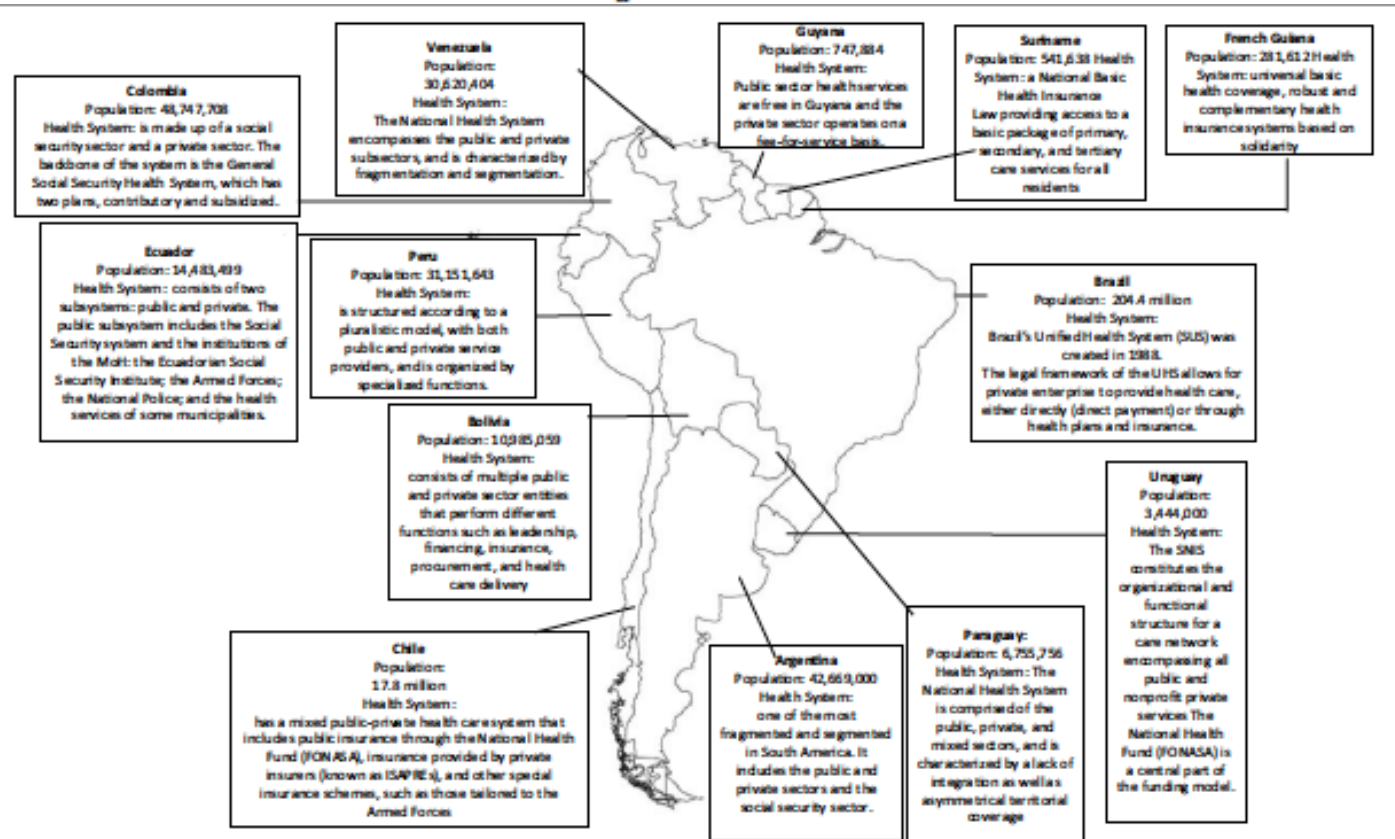 Venezuela
Population:
30,620,404
Health System:
The National Health System
encompasses the public and private
subsectors, and is characterized by
fragmentation and segmentation.
Guyana
Population: 747,884
Health System:
Public sector health services
are free in Guyana and the
private sector operates on a
fee-for-service basis.
Suriname
Population: 541,638 Health
System: a National Basic
Health Insurance
Law providing access to a
basic package of primary,
secondary, and tertiary
care services for all
residents
French Guiana
Population: 281,612 Health
System: universal basic
health coverage, robust and
complementary health
insurance systems based on
solidarity
Colombia
Population: 48,747,708
Health System: is made up of a social
security sector and a private sector. The
backbone of the system is the General
Social Security Health System, which has
two plans, contributory and subsidized.
Ecuador
Population: 14,483,499
Health System: consists of two
subsystems: public and private. The
public subsystem includes the Social
Security system and the institutions of
the MoH: the Ecuadorian Social
Security Institute; the Armed Forces;
the National Police; and the health
services of some municipalities.
Peru
Population: 31,151,643
Health System:
is structured according to a
pluralistic model, with both
public and private service
providers, and is organized by
specialized functions.
Brazil
Population: 204.4 million
Health System:
Brazil's Unified Health System (SUS) was
created in 1988.
The legal framework of the UHS allows for
private enterprise to provide health care,
either directly (direct payment) or through
health plans and insurance.
Bolivia
Population: 10,985,059
Health System:
consists of multiple public
and private sector entities
that perform different
functions such as leadership,
financing, insurance,
procurement, and health
care delivery
Uruguay
Population:
3,444,000
Health System:
The SNIS
constitutes the
organizational and
functional
structure for a
care network
encompassing all
public and
nonprofit private
services The
National Health
Fund (FONASA) is
a central part of
the funding model.
Chile
Population:
17.8 million
Health System:
has a mixed public-private health care system that
includes public insurance through the National Health
Fund (FONASA), insurance provided by private
insurers (known as ISAPREs), and other special
insurance schemes, such as those tailored to the
Armed Forces
Argentina
Population: 42,669,000
Health System:
one of the most
fragmented and segmented
in South America. It
includes the public and
private sectors and the
social security sector.
Paraguay:
Population: 6,755,756
Health System: The
National Health System
is comprised of the
public, private, and
mixed sectors, and is
characterized by a lack of
integration as well as
asymmetrical territorial
coverage